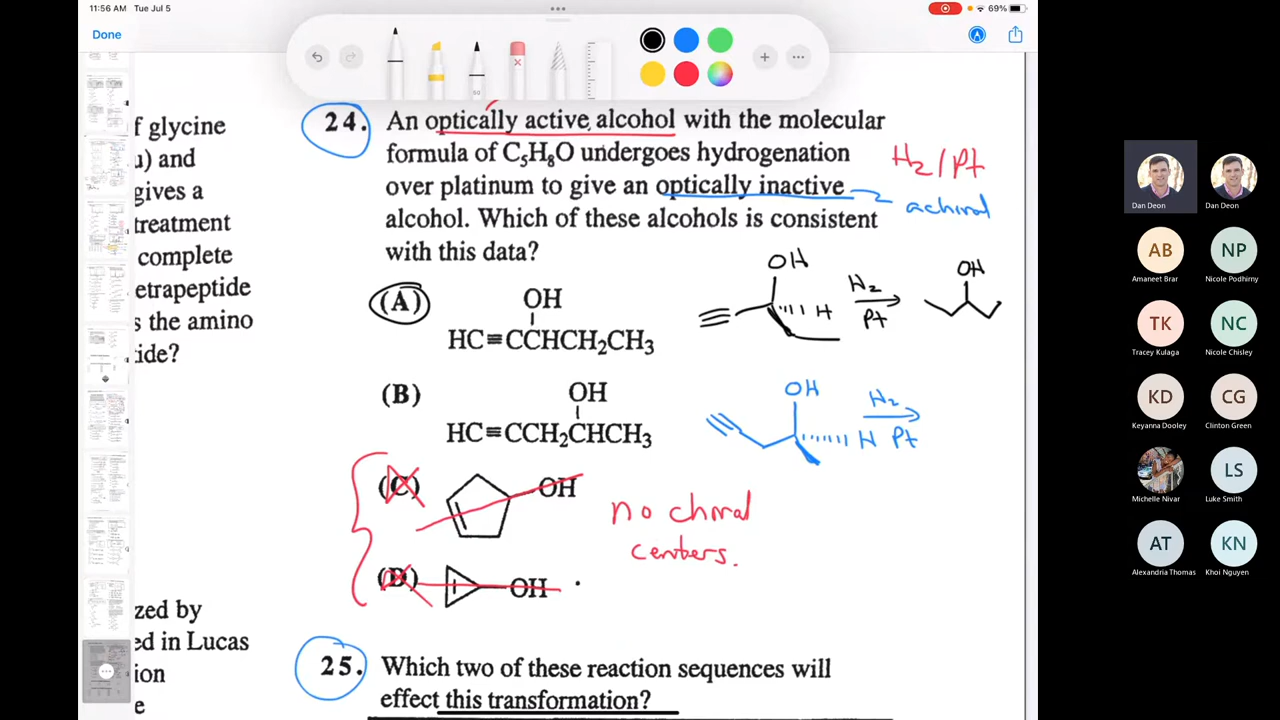 11:56 AM Tue Jul 5
69%
Done
f glycine
) and
gives a
treatment
complete
etrapeptide
s the amino
ide?
zed by
ed in Lucas
ion
e
24. An optically active alcohol with the molecular
formula of C₅H₈O undergoes hydrogenation
over platinum to give an optically inactive
alcohol. Which of these alcohols is consistent
with this data?
H₂/Pt
achiral
(A) OH
HC≡CCHCH₂CH₃
OH
H
H₂
Pt
OH
(B) OH
HC≡CCH₂CHCH₃
OH
H
H₂
Pt
(C) OH
(D) OH
no chiral
centers.
25. Which two of these reaction sequences will
effect this transformation?
Dan Deon
Dan Deon
AB
Amaneet Brar
NP
Nicole Podhirny
TK
Tracey Kulaga
NC
Nicole Chisley
KD
Keyanna Dooley
CG
Clinton Green
Michelle Nivar
LS
Luke Smith
AT
Alexandria Thomas
KN
Khoi Nguyen